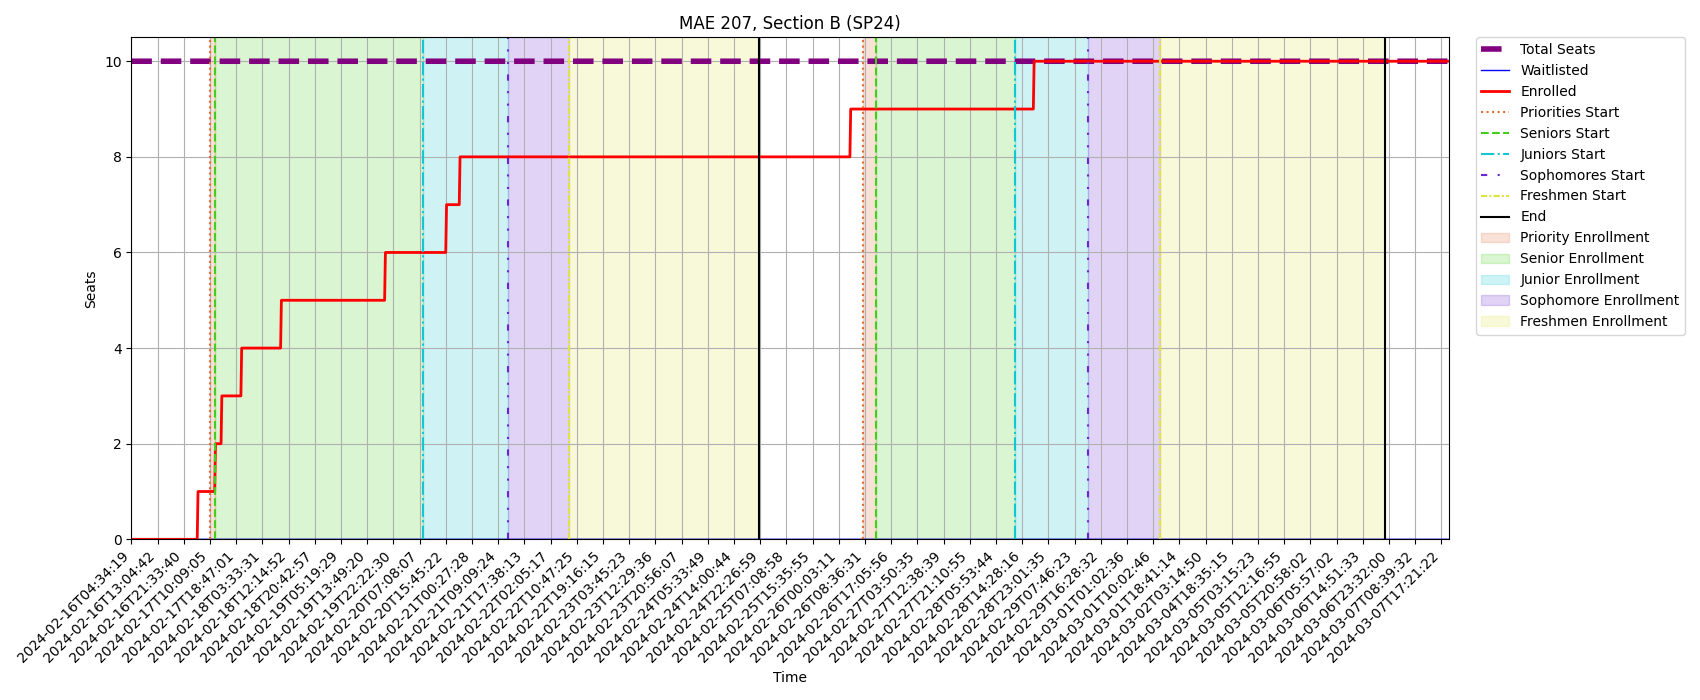 MAE 207, Section B (SP24)
Seats
10
8
6
4
2
0
2024-02-16T04:34:19
2024-02-16T13:04:42
2024-02-16T21:33:40
2024-02-17T10:09:05
2024-02-17T18:47:01
2024-02-18T03:33:31
2024-02-18T12:14:52
2024-02-18T20:42:57
2024-02-19T05:19:29
2024-02-19T13:49:20
2024-02-19T22:22:30
2024-02-20T07:08:07
2024-02-20T15:45:22
2024-02-21T00:27:28
2024-02-21T09:09:24
2024-02-21T17:38:13
2024-02-22T02:05:17
2024-02-22T10:47:23
2024-02-22T19:16:15
2024-02-23T03:45:23
2024-02-23T12:29:36
2024-02-23T20:56:07
2024-02-24T05:33:49
2024-02-24T14:00:44
2024-02-24T22:26:59
2024-02-25T07:08:58
2024-02-25T15:35:55
2024-02-26T00:03:11
2024-02-26T08:36:31
2024-02-26T17:05:56
2024-02-27T03:50:35
2024-02-27T12:38:39
2024-02-27T21:10:55
2024-02-28T05:53:44
2024-02-28T14:28:16
2024-02-28T23:01:35
2024-02-29T07:46:23
2024-02-29T16:28:32
2024-03-01T01:02:36
2024-03-01T10:02:46
2024-03-01T18:41:14
2024-03-02T03:14:50
2024-03-04T18:35:15
2024-03-05T03:15:23
2024-03-05T12:16:55
2024-03-05T20:58:02
2024-03-06T05:57:02
2024-03-06T14:51:33
2024-03-06T23:32:00
2024-03-07T08:39:32
2024-03-07T17:21:22
Time
Total Seats
Waitlisted
Enrolled
Priorities Start
Seniors Start
Juniors Start
Sophomores Start
Freshmen Start
End
Priority Enrollment
Senior Enrollment
Junior Enrollment
Sophomore Enrollment
Freshmen Enrollment